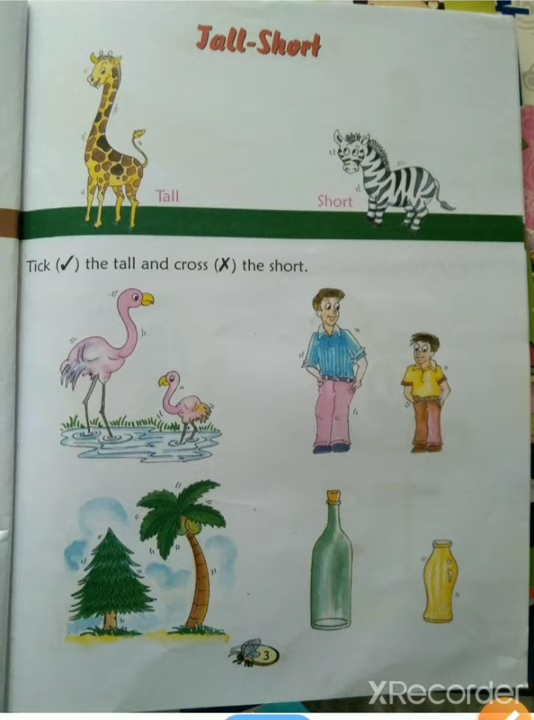 Tall-Short
Tall
Short
Tick (✓) the tall and cross (✗) the short.
3
XRecorder